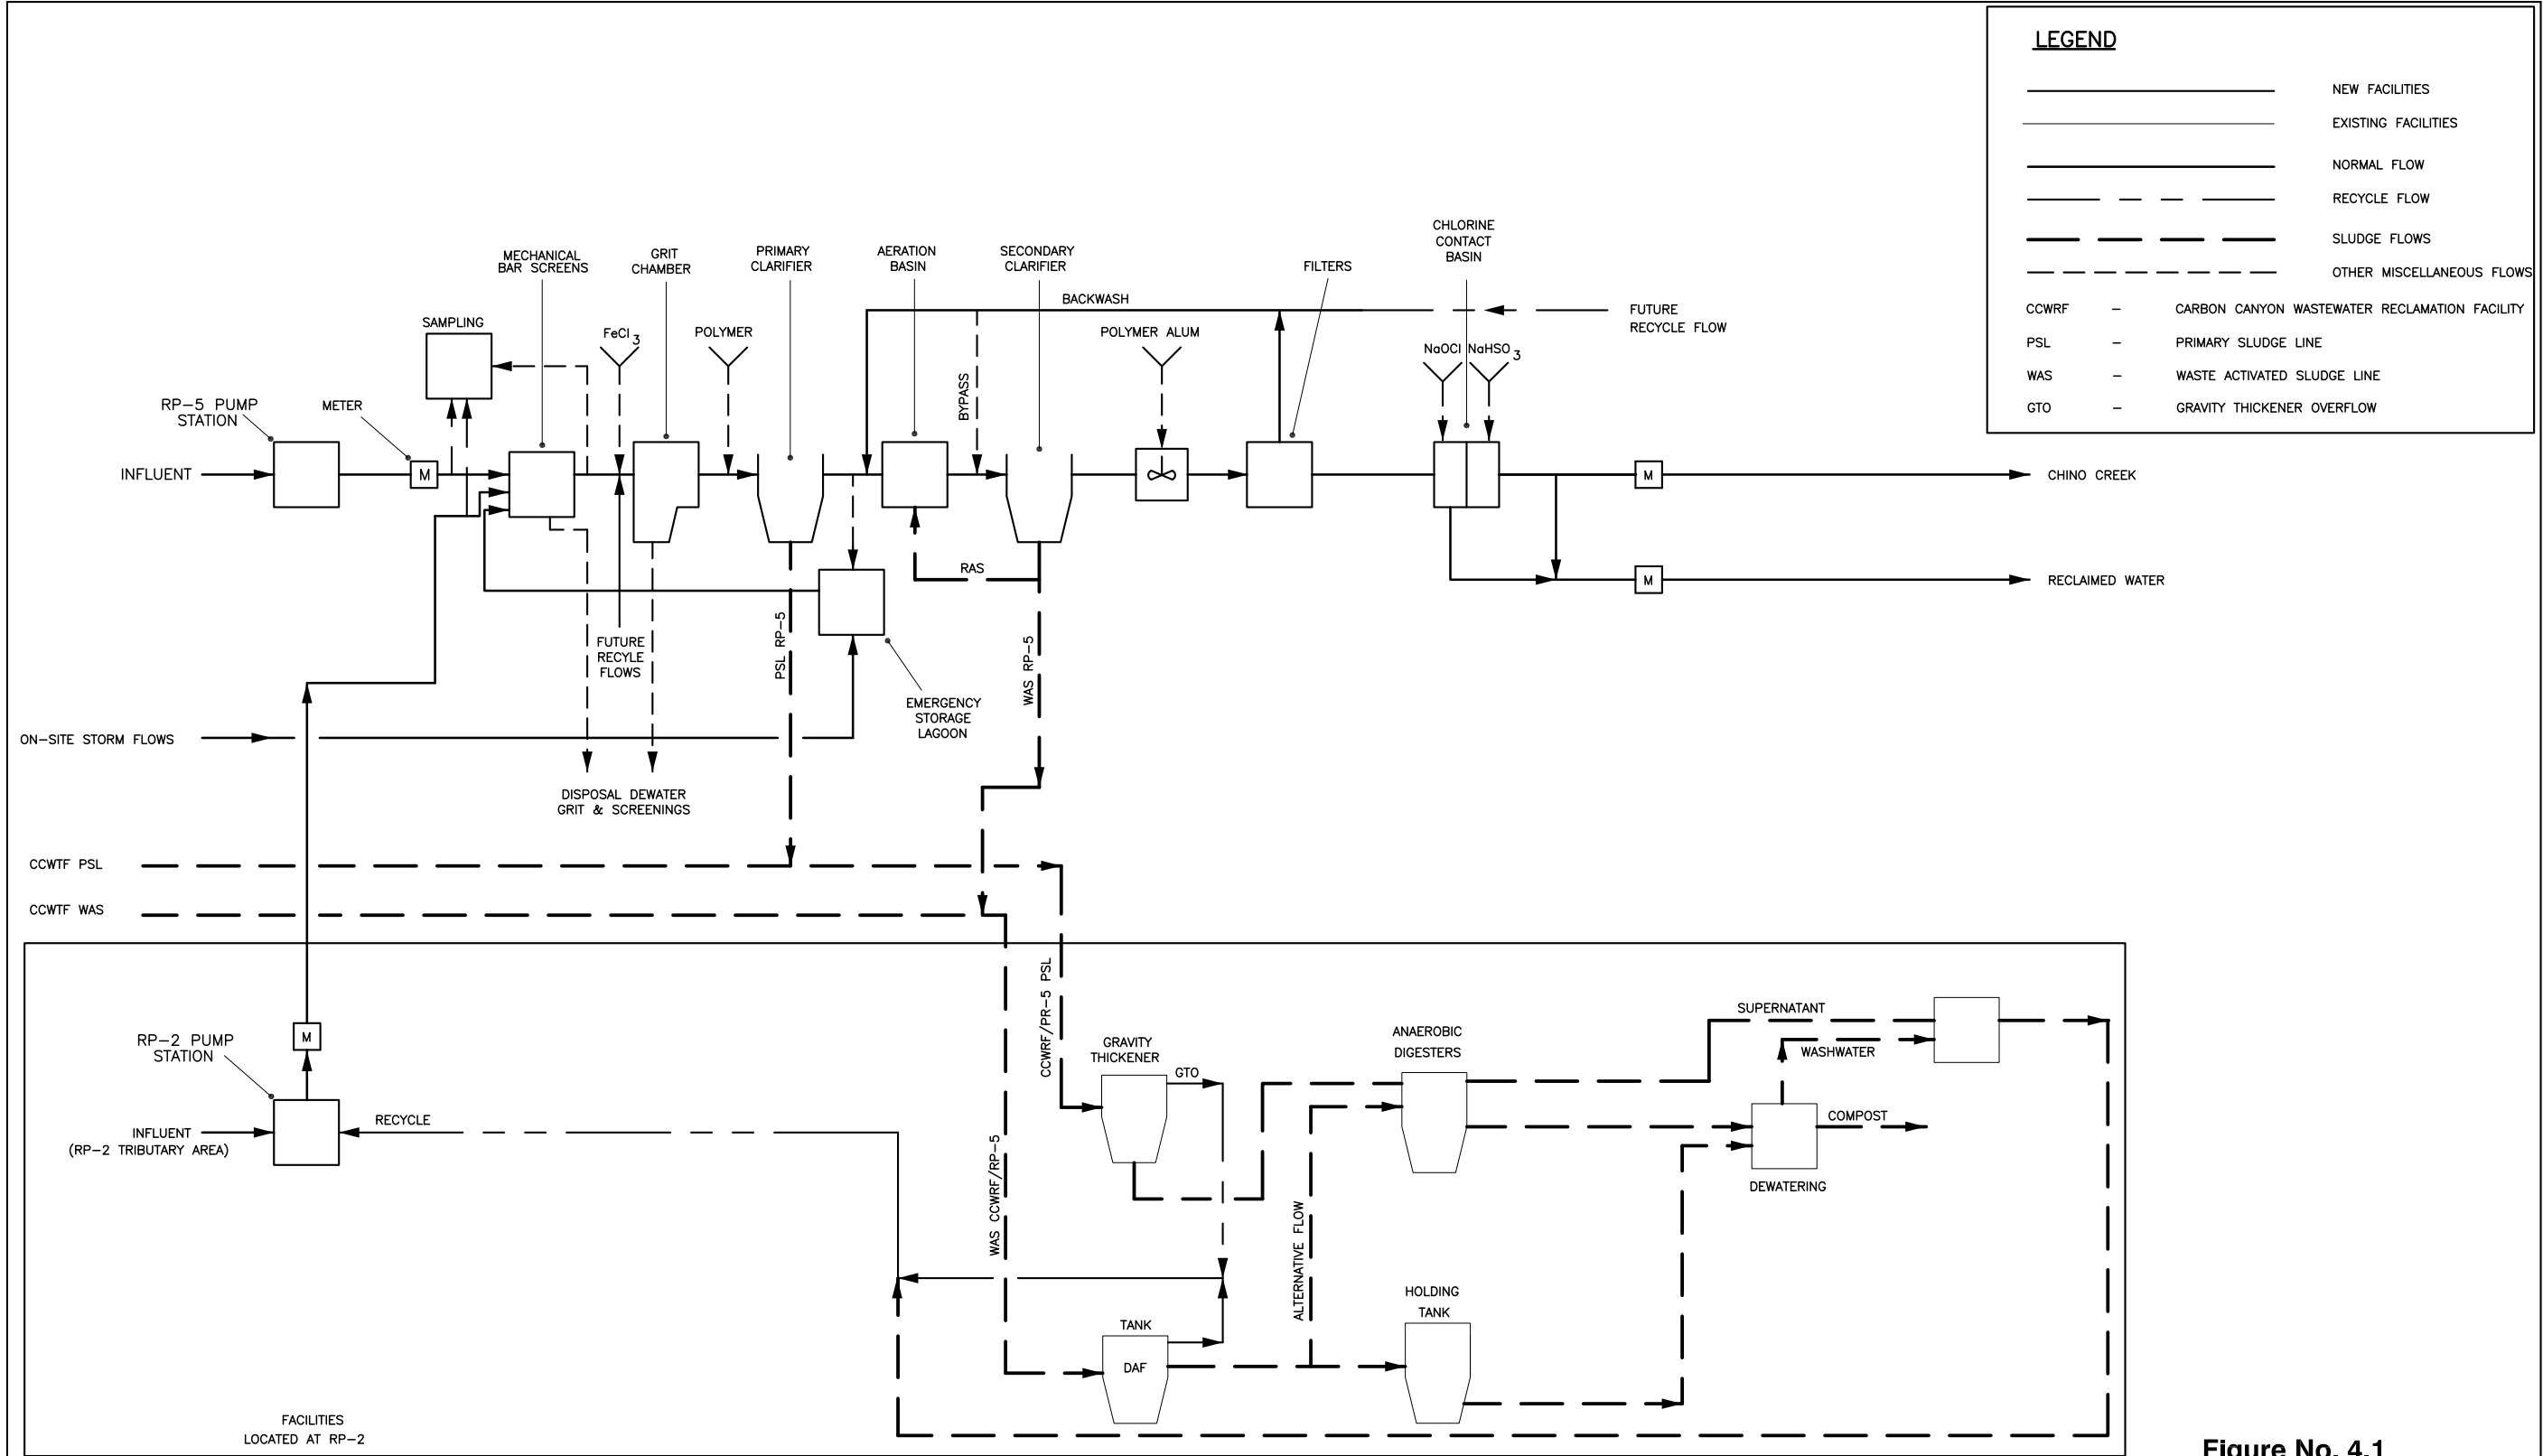 LEGEND
NEW FACILITIES
EXISTING FACILITIES
NORMAL FLOW
RECYCLE FLOW
SLUDGE FLOWS
OTHER MISCELLANEOUS FLOWS
CCWRF – CARBON CANYON WASTEWATER RECLAMATION FACILITY
PSL – PRIMARY SLUDGE LINE
WAS – WASTE ACTIVATED SLUDGE LINE
GTO – GRAVITY THICKENER OVERFLOW
MECHANICAL
BAR SCREENS
GRIT
CHAMBER
PRIMARY
CLARIFIER
AERATION
BASIN
SECONDARY
CLARIFIER
FILTERS
CHLORINE
CONTACT
BASIN
BACKWASH
FUTURE
RECYCLE FLOW
SAMPLING
FeCl3
POLYMER
POLYMER ALUM
NaOCl NaHSO3
BYPASS
RP-5 PUMP
STATION
METER
INFLUENT
M
M
CHINO CREEK
RAS
M
RECLAIMED WATER
FUTURE
RECYLE
FLOWS
PSL RP-5
WAS RP-5
EMERGENCY
STORAGE
LAGOON
ON-SITE STORM FLOWS
DISPOSAL DEWATER
GRIT & SCREENINGS
CCWTF PSL
CCWTF WAS
CCWRF/PR-5 PSL
WAS CCWRF/RP-5
M
RP-2 PUMP
STATION
INFLUENT
(RP-2 TRIBUTARY AREA)
RECYCLE
GRAVITY
THICKENER
GTO
ANAEROBIC
DIGESTERS
SUPERNATANT
WASHWATER
COMPOST
DEWATERING
ALTERNATIVE FLOW
TANK
DAF
HOLDING
TANK
FACILITIES
LOCATED AT RP-2
Figure No. 4.1